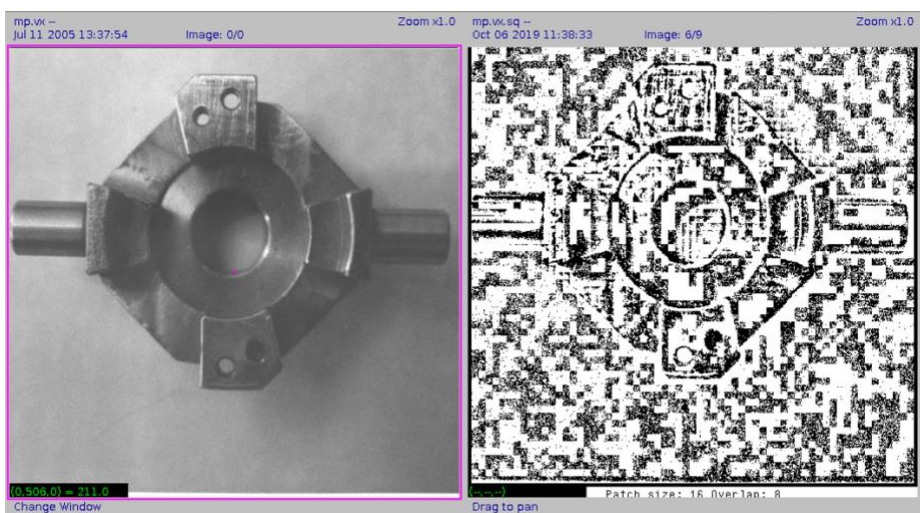 mp.vx --
Zoom x1.0
Jul 11 2005 13:37:54
Image: 0/0
(0,506,0) = 211.0
Change Window
mp.vx.sq --
Zoom x1.0
Oct 06 2019 11:38:33
Image: 6/9
(--,--,--)
Patch size: 16 Overlap: 8
Drag to pan